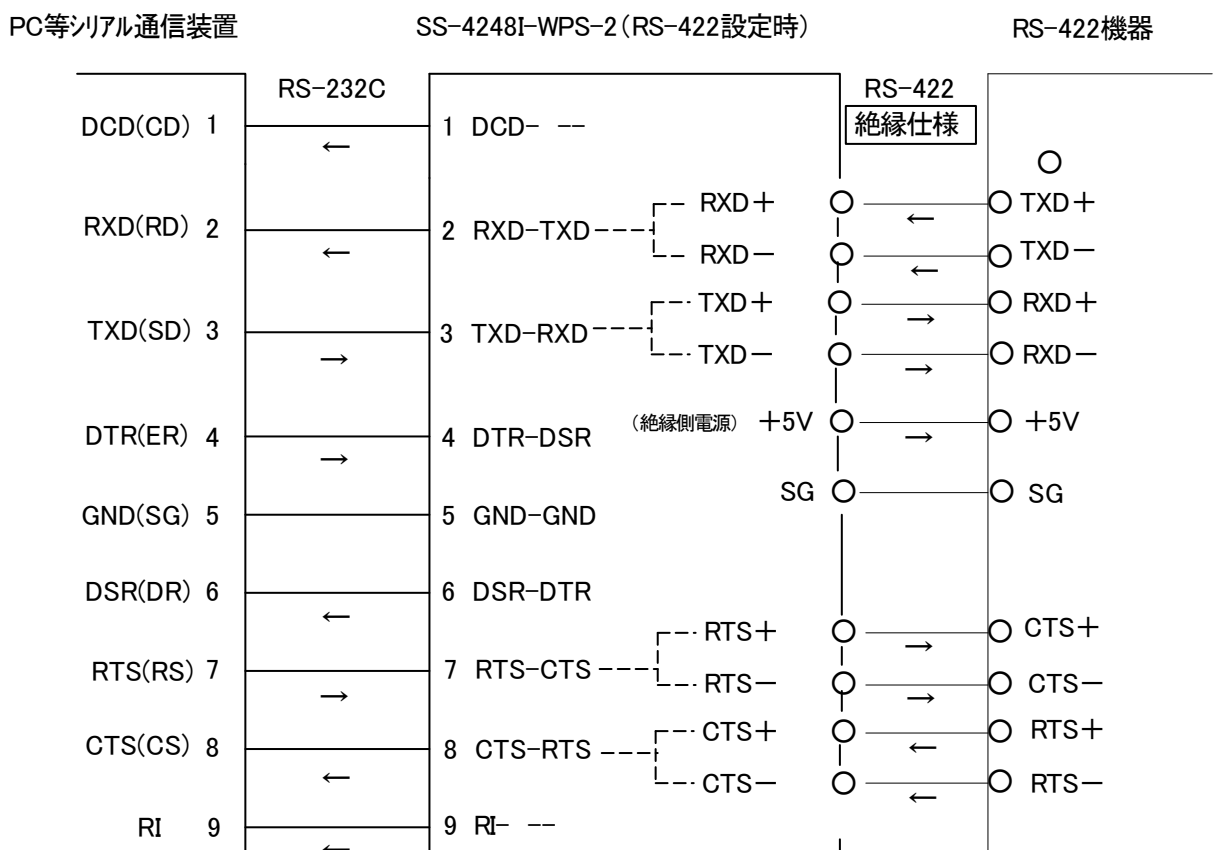 PC等シリアル通信装置 SS-4248I-WPS-2(RS-422設定時) RS-422機器
RS-232C RS-422
絶縁仕様
DCD(CD) 1 1 DCD- --
← 
RXD+ TXD+
←
RXD(RD) 2 2 RXD-TXD
← 
RXD- TXD-
←
TXD+ RXD+
→
TXD(SD) 3 3 TXD-RXD
→
TXD- RXD-
→
(絶縁側電源) +5V +5V
→
DTR(ER) 4 4 DTR-DSR
→
SG SG
GND(SG) 5 5 GND-GND
DSR(DR) 6 6 DSR-DTR
←
RTS+ CTS+
→
RTS(RS) 7 7 RTS-CTS
→
RTS- CTS-
→
CTS+ RTS+
←
CTS(CS) 8 8 CTS-RTS
←
CTS- RTS-
←
RI 9 9 RI- --
←